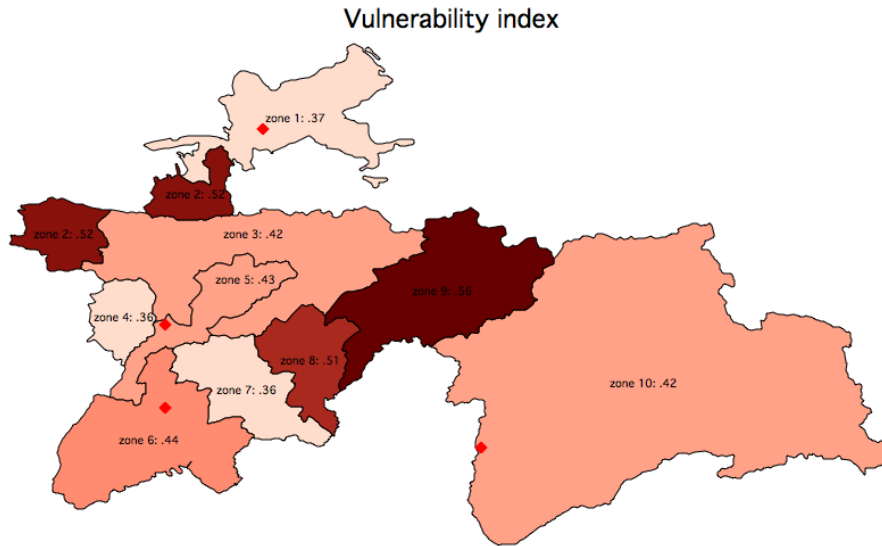 Vulnerability index
zone 1: .37
zone 2: .52
zone 2: .52
zone 3: .42
zone 5: .43
zone 9: .56
zone 4: .36
zone 8: .51
zone 10: .42
zone 7: .36
zone 6: .44